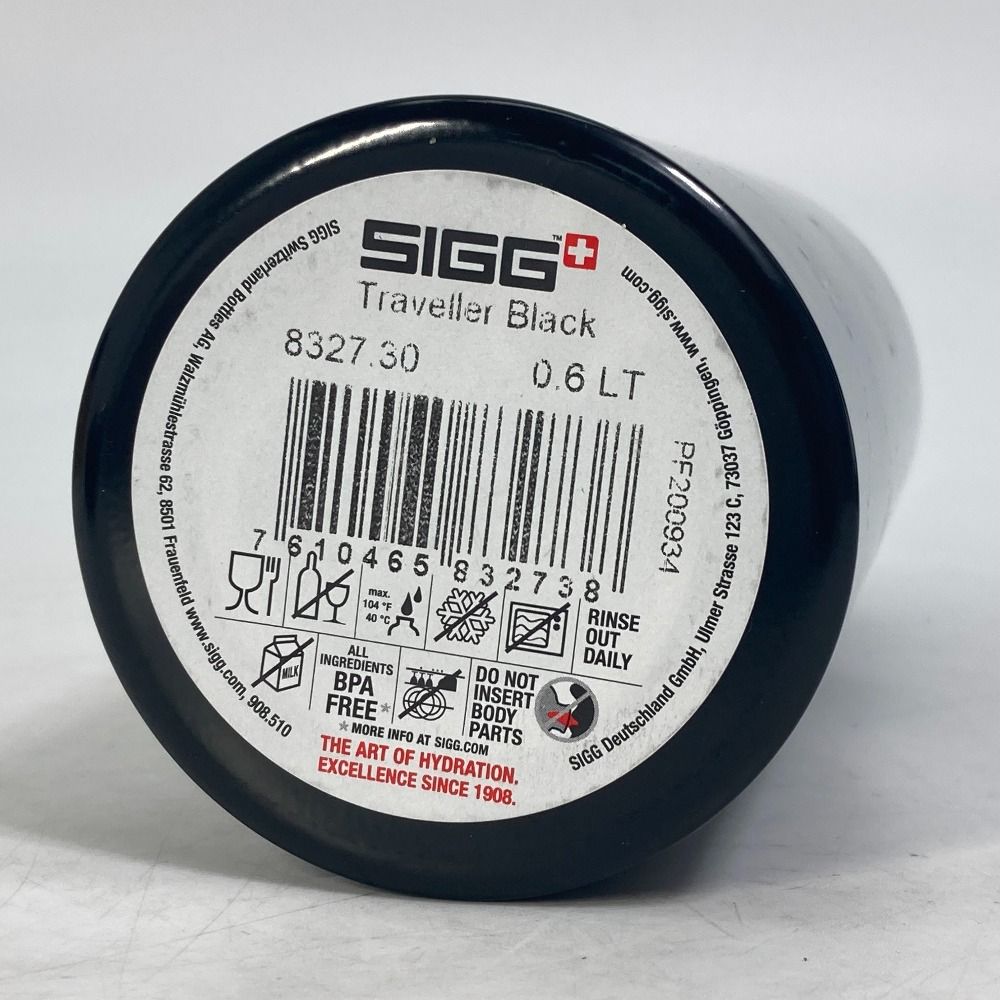 SIGG™
Traveller Black
8327.30 0.6 LT
7 610465 832738
PF200934
max.
104 °F
40 °C
RINSE
OUT
DAILY
MILK
ALL
INGREDIENTS
BPA
FREE*
DO NOT
INSERT
BODY
PARTS
*MORE INFO AT SIGG.COM
THE ART OF HYDRATION.
EXCELLENCE SINCE 1908.
SIGG Switzerland Bottles AG, Walzmühlestrasse 62, 8501 Frauenfeld www.sigg.com, 908.510
SIGG Deutschland GmbH, Ulmer Strasse 123 C, 73037 Göppingen, www.sigg.com